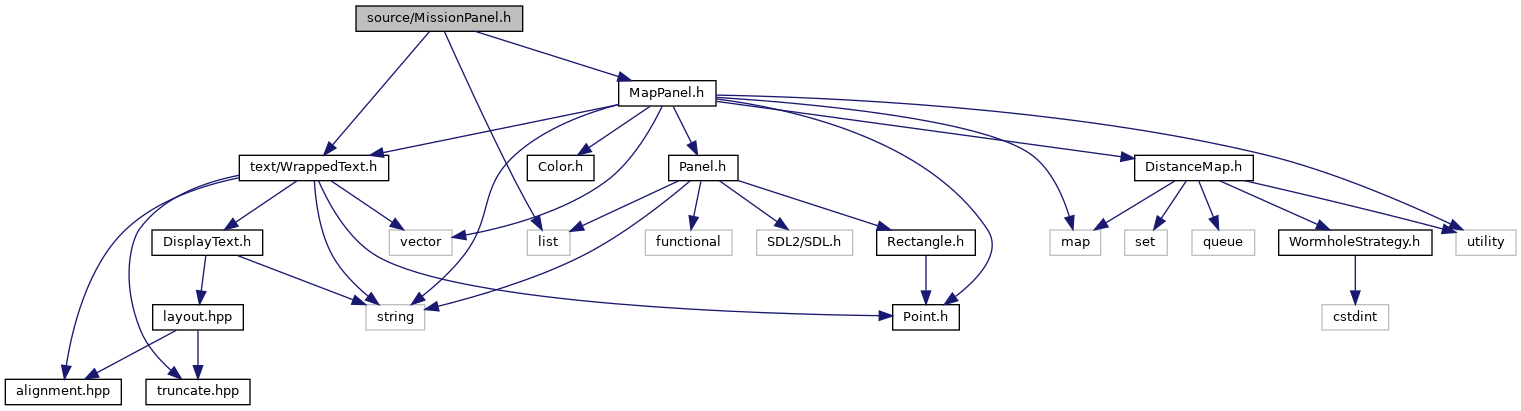 source/MissionPanel.h
MapPanel.h
text/WrappedText.h
Color.h
Panel.h
DistanceMap.h
DisplayText.h
vector
list
functional
SDL2/SDL.h
Rectangle.h
map
set
queue
WormholeStrategy.h
utility
layout.hpp
string
Point.h
cstdint
alignment.hpp
truncate.hpp